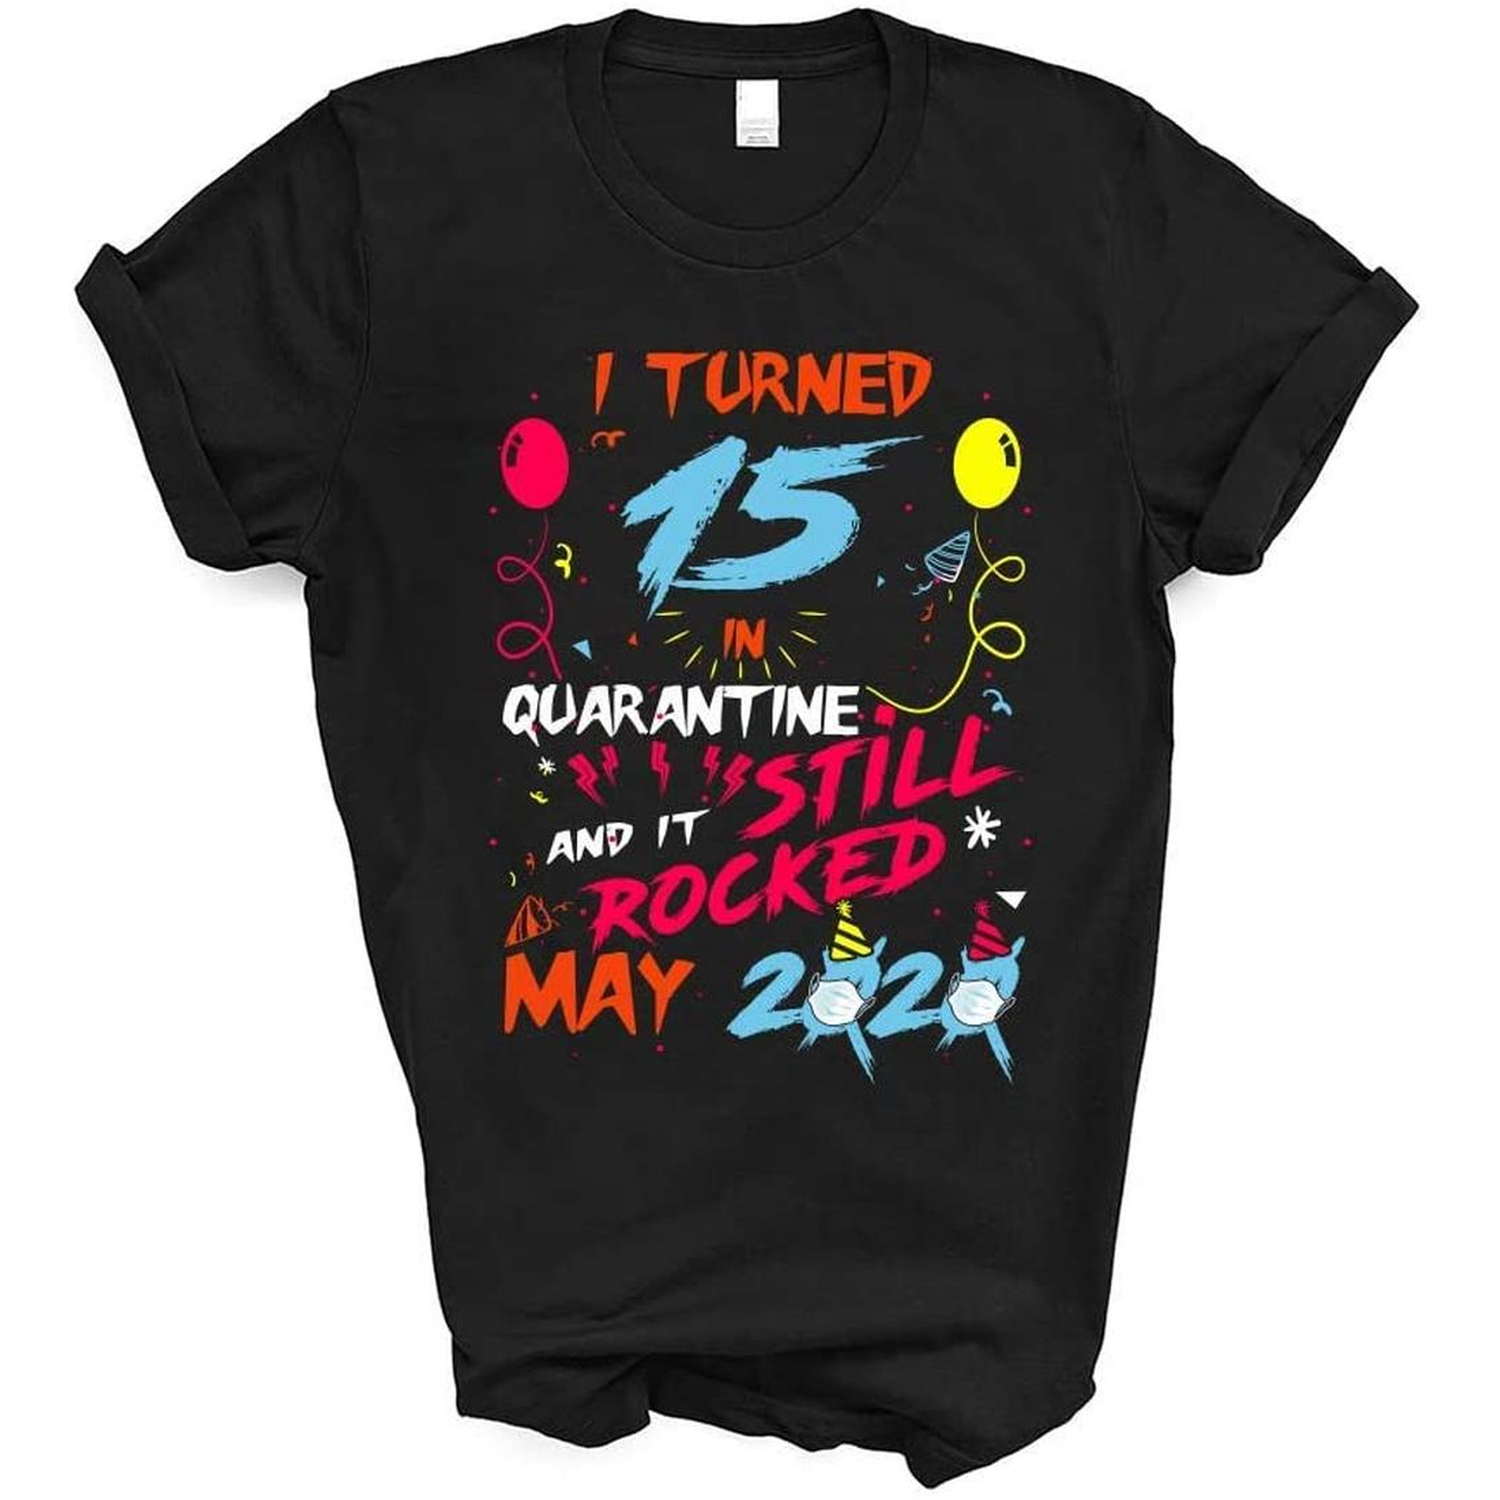 I TURNED
15
IN
QUARANTINE
AND IT STILL
ROCKED
MAY 2020